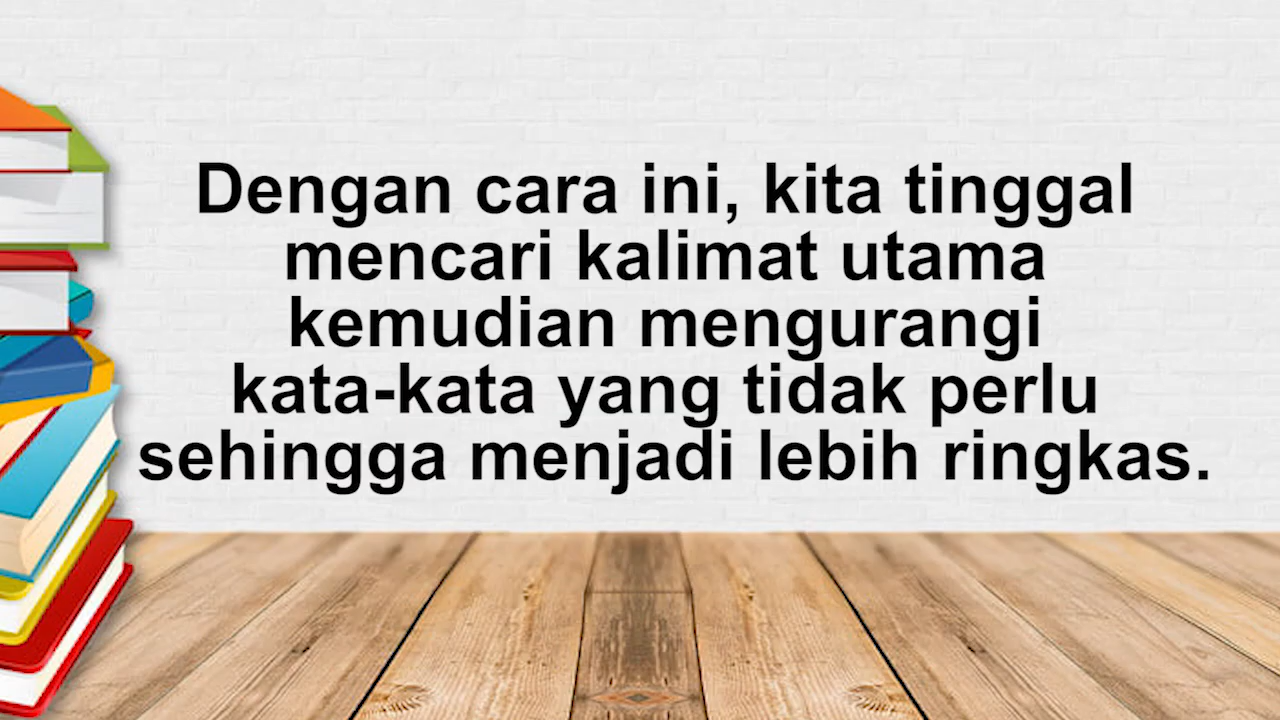 Dengan cara ini, kita tinggal
mencari kalimat utama
kemudian mengurangi
kata-kata yang tidak perlu
sehingga menjadi lebih ringkas.